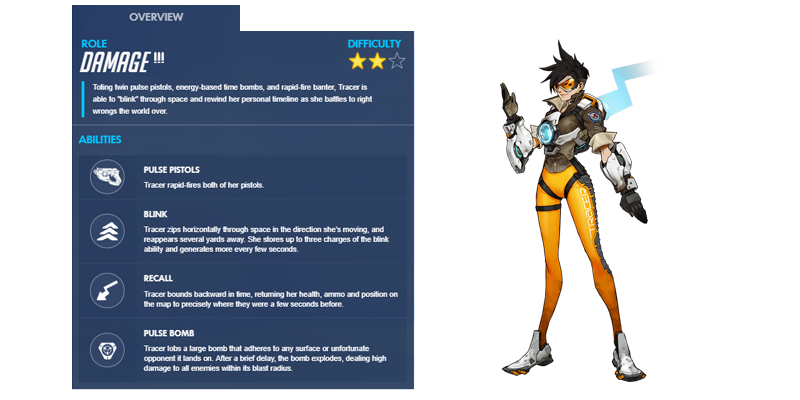 OVERVIEW
ROLE
DIFFICULTY
DAMAGE
Toting twin pulse pistols, energy-based time bombs, and rapid-fire banter, Tracer is
able to "blink" through space and rewind her personal timeline as she battles to right
wrongs the world over.
ABILITIES
PULSE PISTOLS
Tracer rapid-fires both of her pistols.
BLINK
Tracer zips horizontally through space in the direction she's moving, and
reappears several yards away. She stores up to three charges of the blink
ability and generates more every few seconds.
RECALL
Tracer bounds backward in time, returning her health, ammo and position on
the map to precisely where they were a few seconds before.
PULSE BOMB
Tracer lobs a large bomb that adheres to any surface or unfortunate
opponent it lands on. After a brief delay, the bomb explodes, dealing high
damage to all enemies within its blast radius.
TRACER